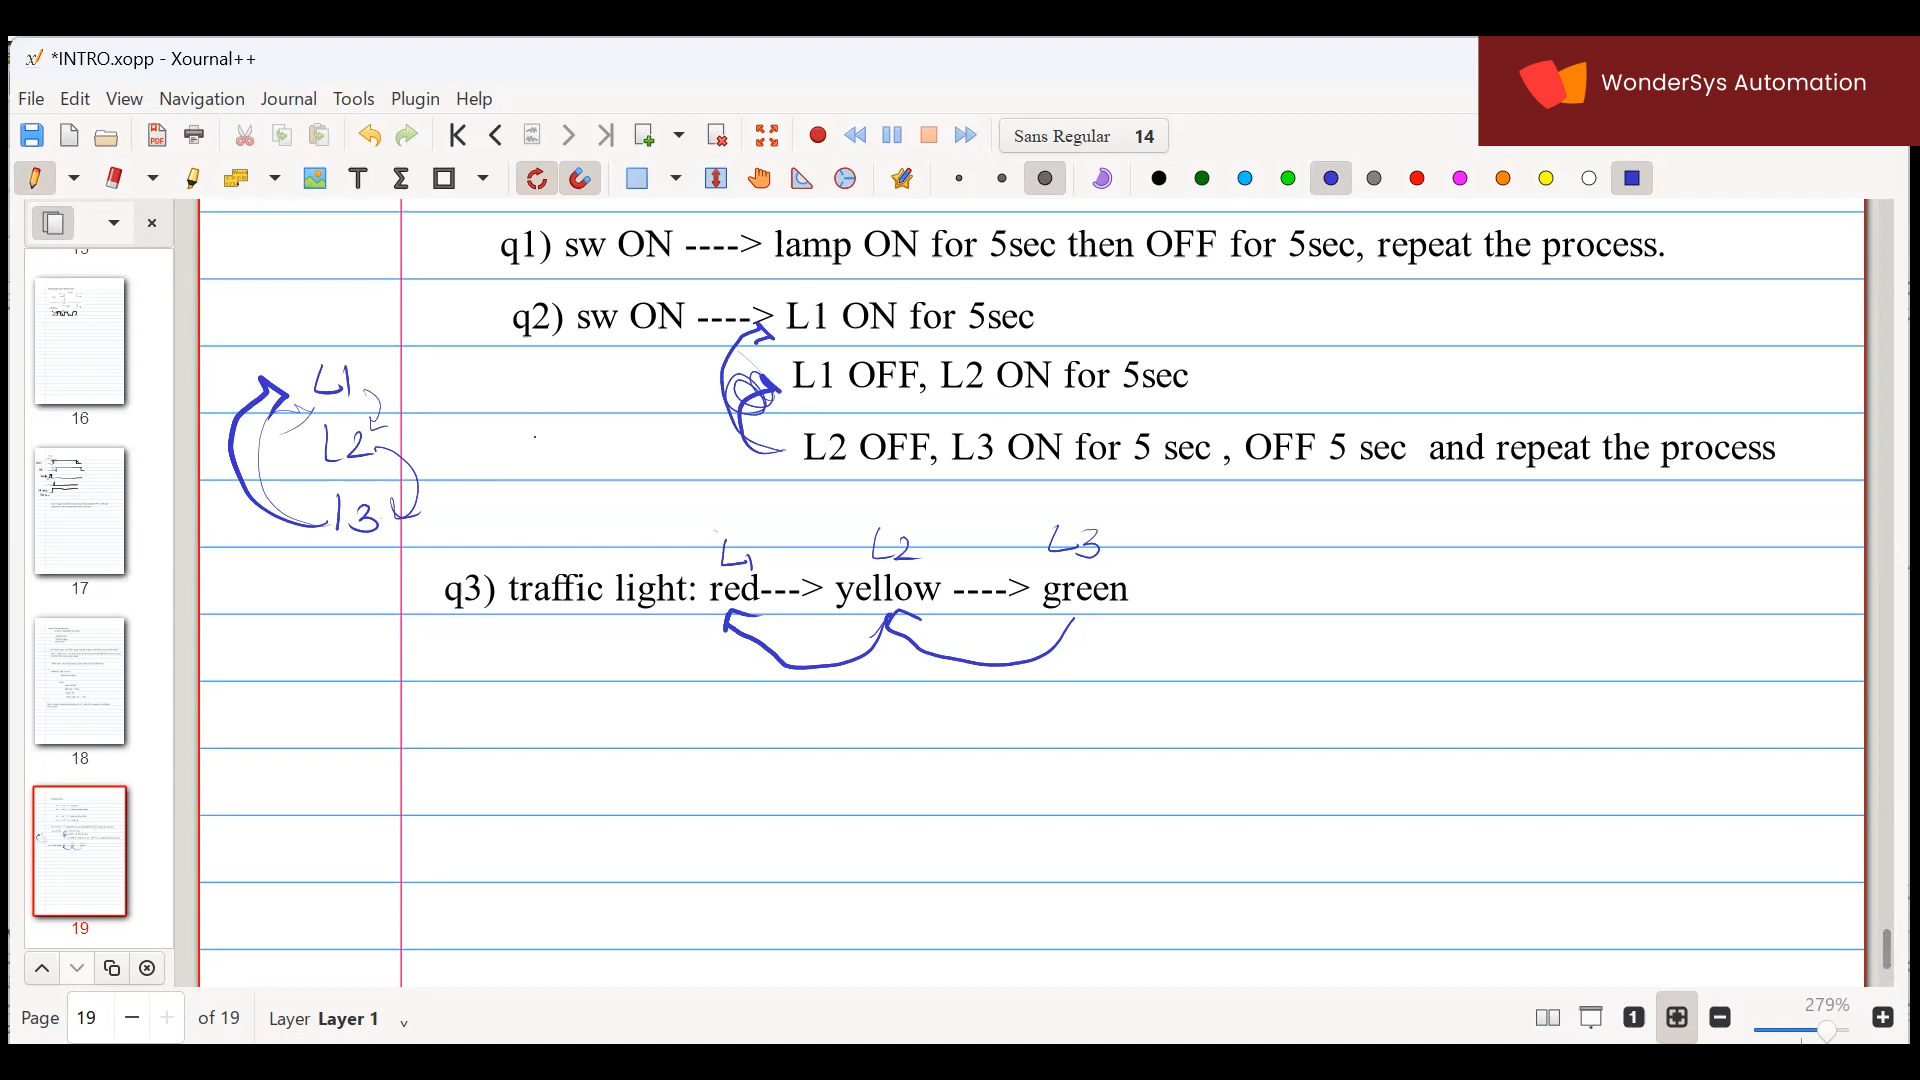 *INTRO.xopp - Xournal++
WonderSys Automation
File Edit View Navigation Journal Tools Plugin Help
Sans Regular 14
q1) sw ON ----> lamp ON for 5sec then OFF for 5sec, repeat the process.
q2) sw ON ----> L1 ON for 5sec
L1 OFF, L2 ON for 5sec
L2 OFF, L3 ON for 5 sec , OFF 5 sec and repeat the process
L1
L2
L3
L1 L2 L3
q3) traffic light: red---> yellow ----> green
16
17
18
19
Page 19 of 19 Layer Layer 1
1
279%